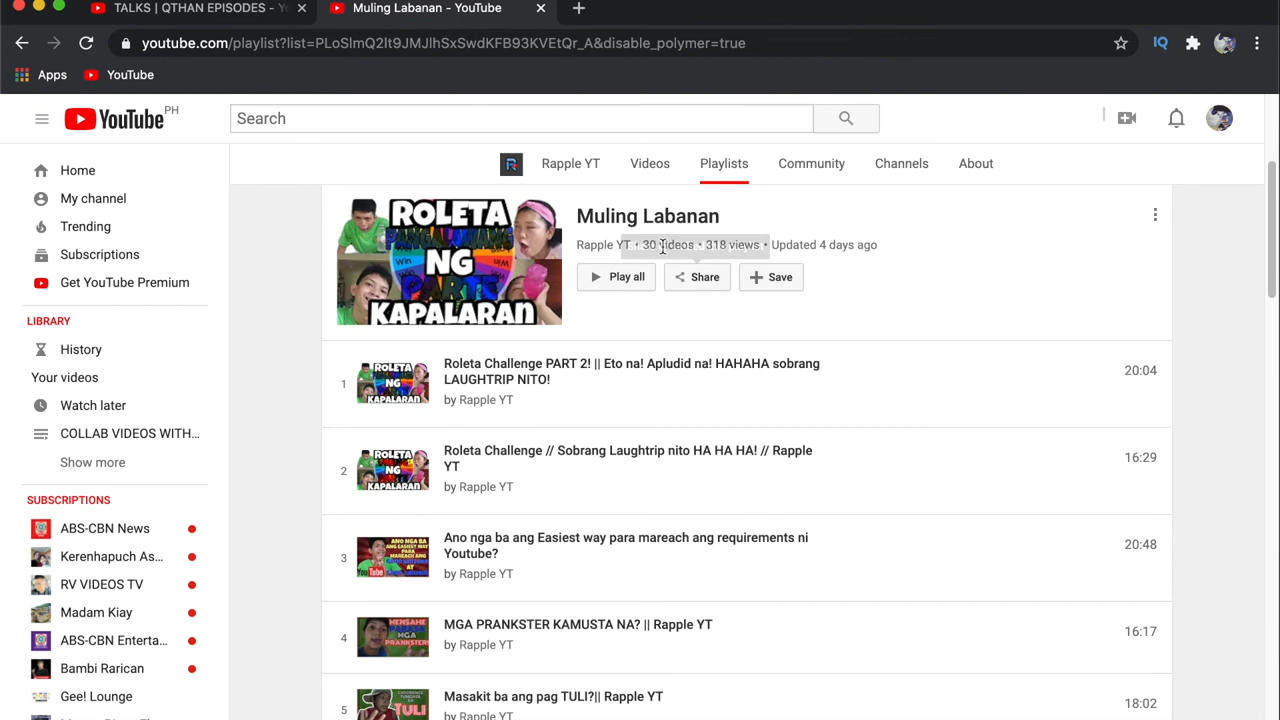 TALKS | QTHAN EPISODES - Y
Muling Labanan - YouTube
youtube.com/playlist?list=PLoSlmQ2lt9JMJlhSxSwdKFB93KVEtQr_A&disable_polymer=true
Apps
YouTube
YouTube PH
Search
Rapple YT
Videos
Playlists
Community
Channels
About
Home
My channel
Trending
Subscriptions
Get YouTube Premium
LIBRARY
History
Your videos
Watch later
COLLAB VIDEOS WITH...
Show more
SUBSCRIPTIONS
ABS-CBN News
Kerenhapuch As...
RV VIDEOS TV
Madam Kiay
ABS-CBN Enterta...
Bambi Rarican
Gee! Lounge
ROLETA
NG
KAPALARAN
Muling Labanan
Rapple YT • 30 videos • 318 views • Updated 4 days ago
Play all
Share
Save
1
ROLETA
NG
KAPALARAN
Roleta Challenge PART 2! || Eto na! Apludid na! HAHAHA sobrang
LAUGHTRIP NITO!
by Rapple YT
20:04
2
ROLETA
NG
KAPALARAN
Roleta Challenge // Sobrang Laughtrip nito HA HA HA! // Rapple
YT
by Rapple YT
16:29
3
ANO NGA BA
ANG EASIEST WAY
PARA
MAREACH ANG
Ano nga ba ang Easiest way para mareach ang requirements ni
Youtube?
by Rapple YT
20:48
4
MENSAHE
PARA SA
MGA
PRANKSTERS
MGA PRANKSTER KAMUSTA NA? || Rapple YT
by Rapple YT
16:17
5
TULI
Masakit ba ang pag TULI?|| Rapple YT
by Rapple YT
18:02